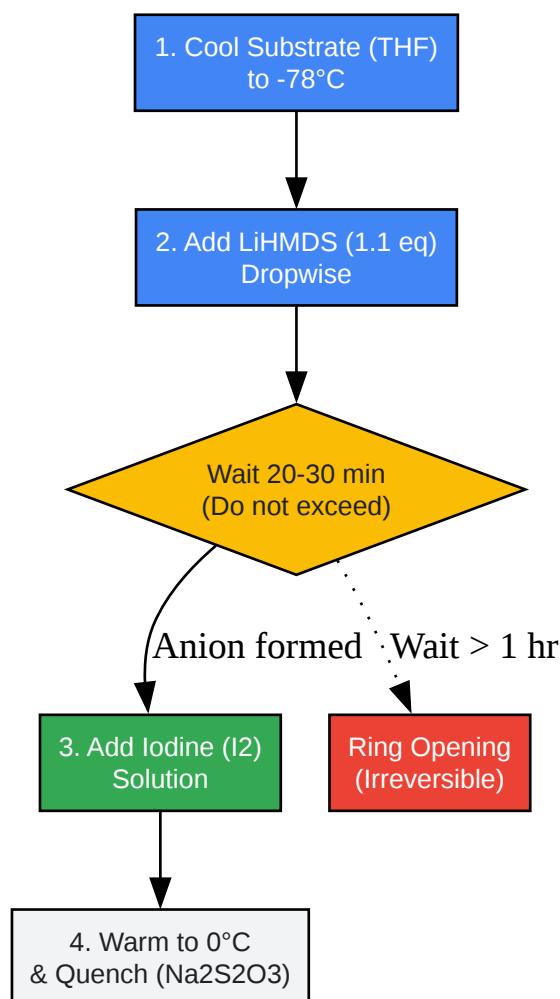 1. Cool Substrate (THF)
to -78°C
2. Add LiHMDS (1.1 eq)
Dropwise
Wait 20-30 min
(Do not exceed)
Anion formed
Wait > 1 hr
3. Add Iodine (I2)
Solution
Ring Opening
(Irreversible)
4. Warm to 0°C
& Quench (Na2S2O3)